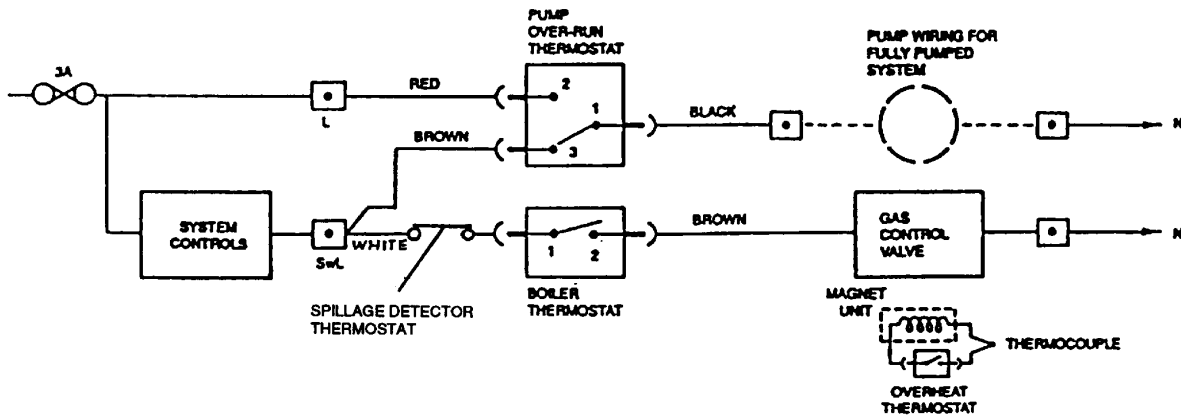 PUMP
OVER-RUN
THERMOSTAT
PUMP WIRING FOR
FULLY PUMPED
SYSTEM
3A
L
RED
2
1
BLACK
N
BROWN
3
SYSTEM
CONTROLS
SwL
WHITE
SPILLAGE DETECTOR
THERMOSTAT
1
2
BOILER
THERMOSTAT
BROWN
GAS
CONTROL
VALVE
N
MAGNET
UNIT
THERMOCOUPLE
OVERHEAT
THERMOSTAT